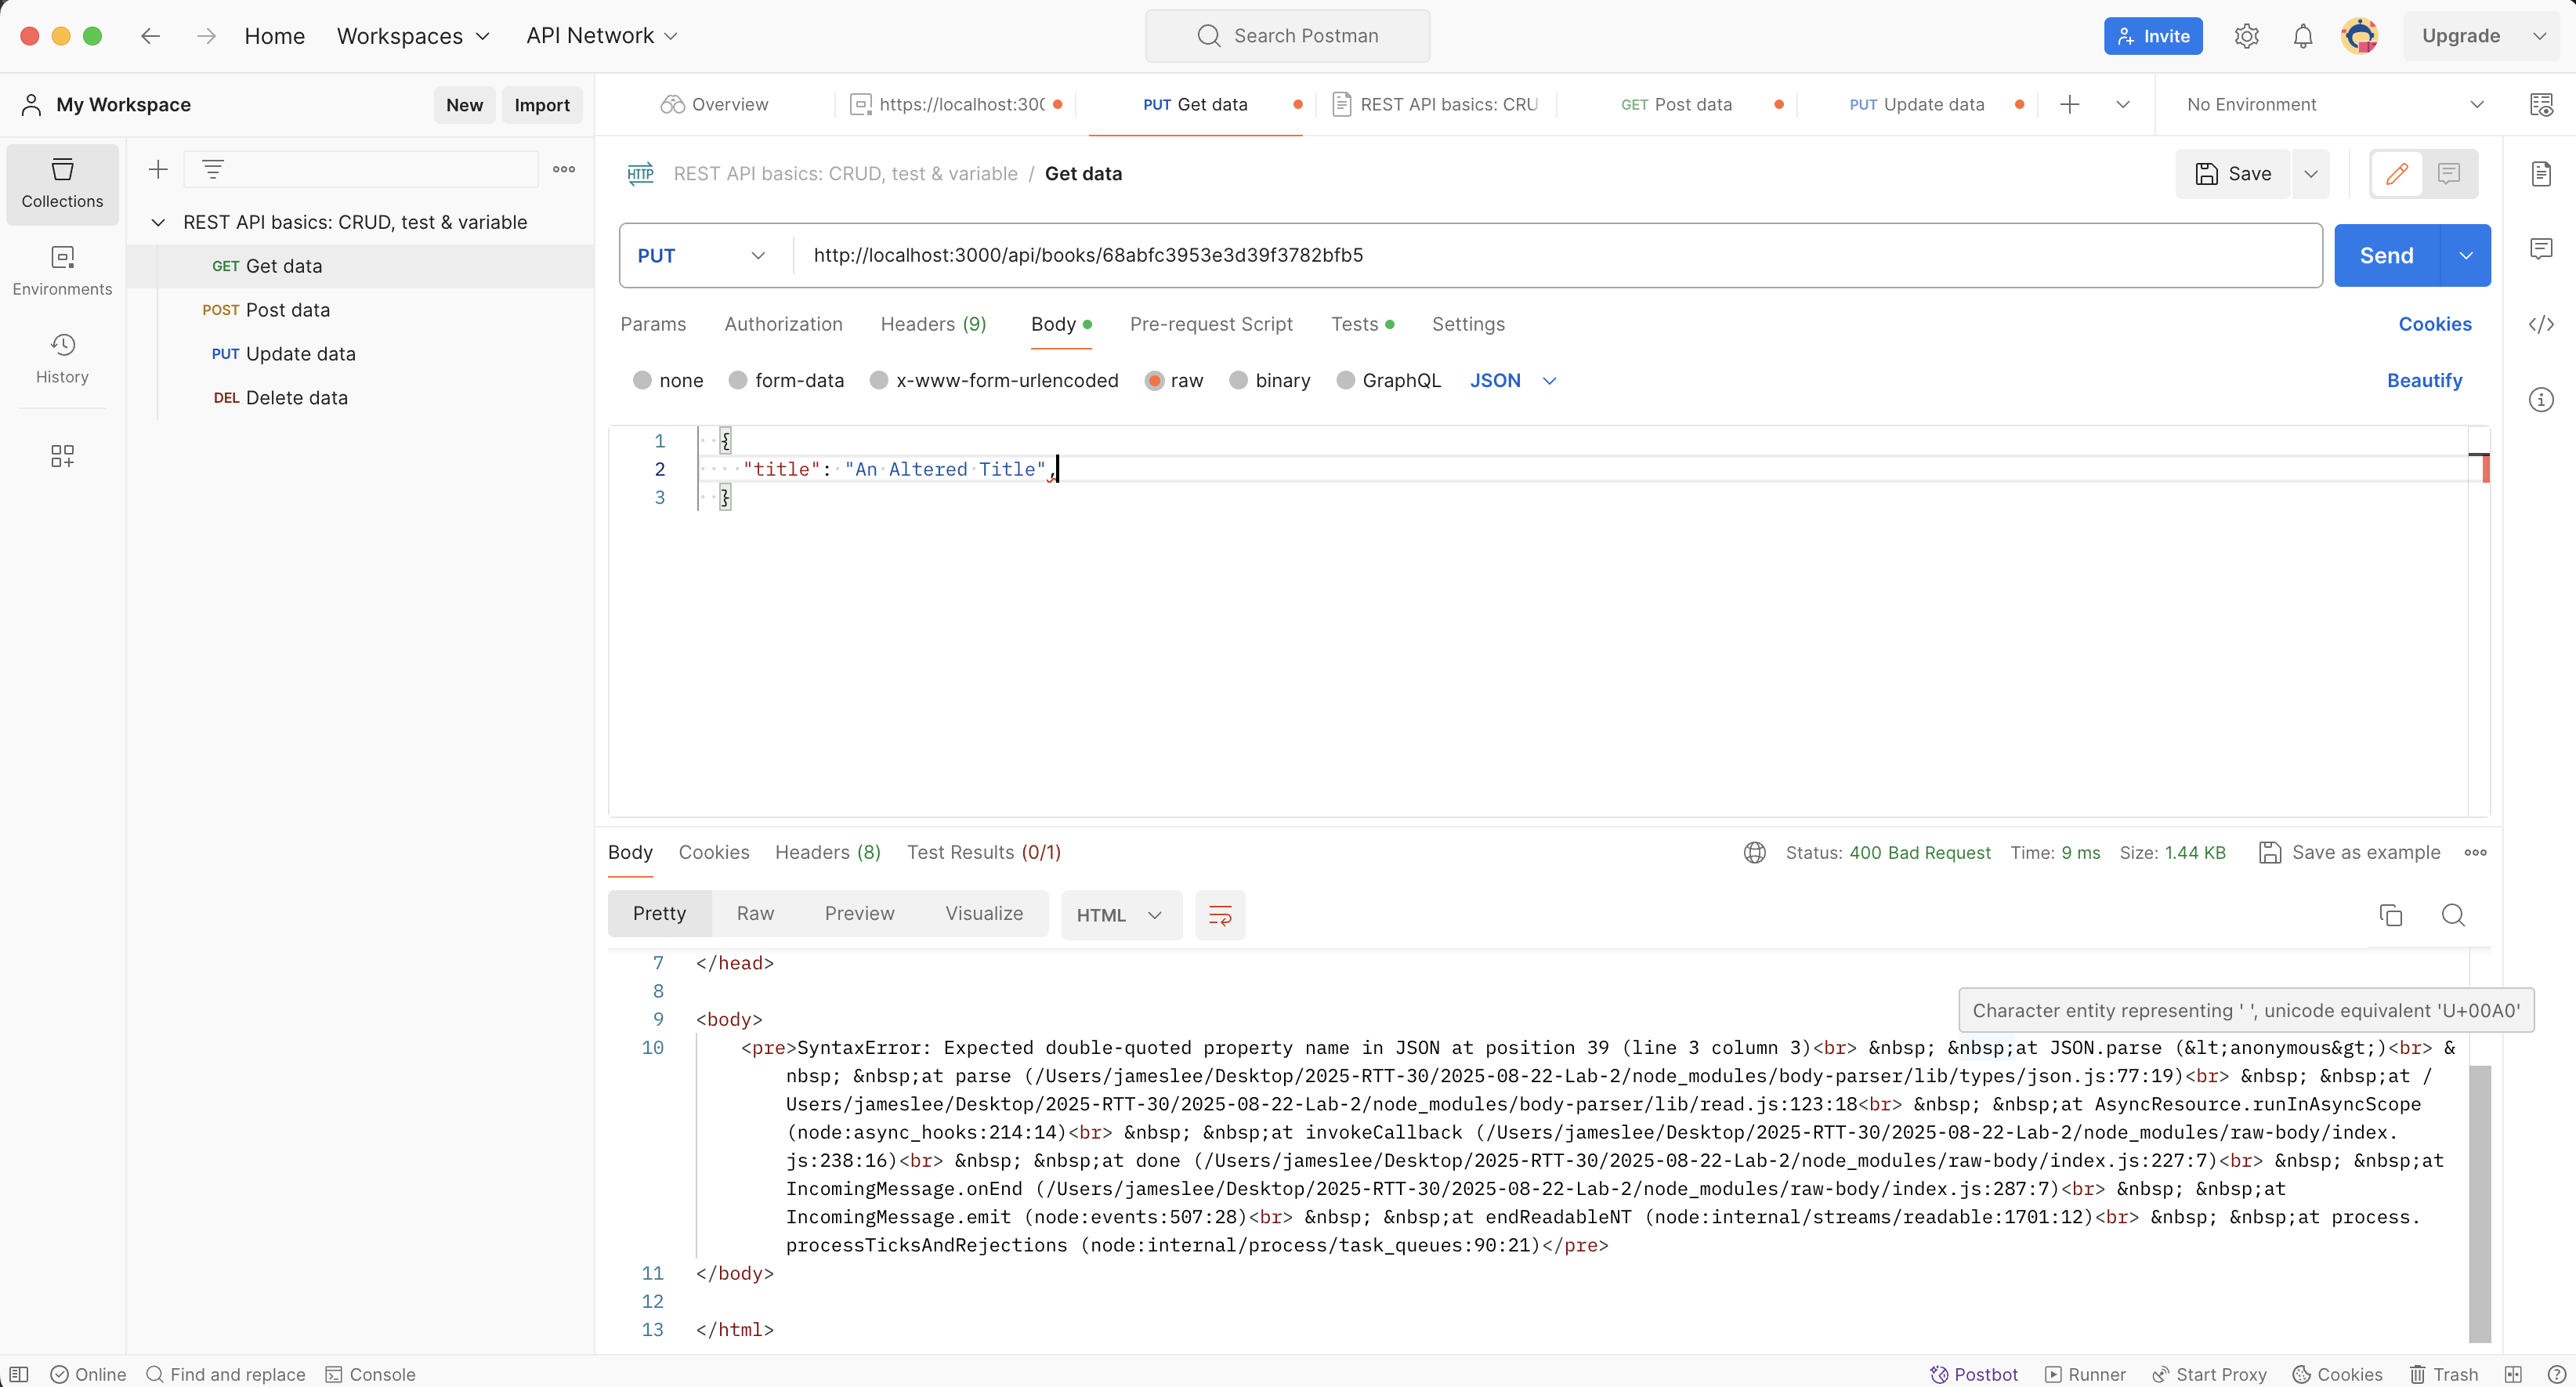 Home Workspaces API Network Search Postman Invite Upgrade
My Workspace New Import
Overview https://localhost:300 PUT Get data REST API basics: CRU GET Post data PUT Update data No Environment
Collections
Environments
History
REST API basics: CRUD, test & variable
GET Get data
POST Post data
PUT Update data
DEL Delete data
HTTP REST API basics: CRUD, test & variable / Get data Save
PUT http://localhost:3000/api/books/68abfc3953e3d39f3782bfb5 Send
Params Authorization Headers (9) Body Pre-request Script Tests Settings Cookies
none form-data x-www-form-urlencoded raw binary GraphQL JSON Beautify
1 {
2 "title": "An Altered Title",
3 }
Body Cookies Headers (8) Test Results (0/1) Status: 400 Bad Request Time: 9 ms Size: 1.44 KB Save as example
Pretty Raw Preview Visualize HTML
7 </head>
8
Character entity representing ' ', unicode equivalent 'U+00A0'
9 <body>
10 <pre>SyntaxError: Expected double-quoted property name in JSON at position 39 (line 3 column 3)<br> &nbsp; &nbsp;at JSON.parse (&lt;anonymous&gt;)<br> &
nbsp; &nbsp;at parse (/Users/jameslee/Desktop/2025-RTT-30/2025-08-22-Lab-2/node_modules/body-parser/lib/types/json.js:77:19)<br> &nbsp; &nbsp;at /
Users/jameslee/Desktop/2025-RTT-30/2025-08-22-Lab-2/node_modules/body-parser/lib/read.js:123:18<br> &nbsp; &nbsp;at AsyncResource.runInAsyncScope
(node:async_hooks:214:14)<br> &nbsp; &nbsp;at invokeCallback (/Users/jameslee/Desktop/2025-RTT-30/2025-08-22-Lab-2/node_modules/raw-body/index.
js:238:16)<br> &nbsp; &nbsp;at done (/Users/jameslee/Desktop/2025-RTT-30/2025-08-22-Lab-2/node_modules/raw-body/index.js:227:7)<br> &nbsp; &nbsp;at
IncomingMessage.onEnd (/Users/jameslee/Desktop/2025-RTT-30/2025-08-22-Lab-2/node_modules/raw-body/index.js:287:7)<br> &nbsp; &nbsp;at
IncomingMessage.emit (node:events:507:28)<br> &nbsp; &nbsp;at endReadableNT (node:internal/streams/readable:1701:12)<br> &nbsp; &nbsp;at process.
processTicksAndRejections (node:internal/process/task_queues:90:21)</pre>
11 </body>
12
13 </html>
Online Find and replace Console Postbot Runner Start Proxy Cookies Trash